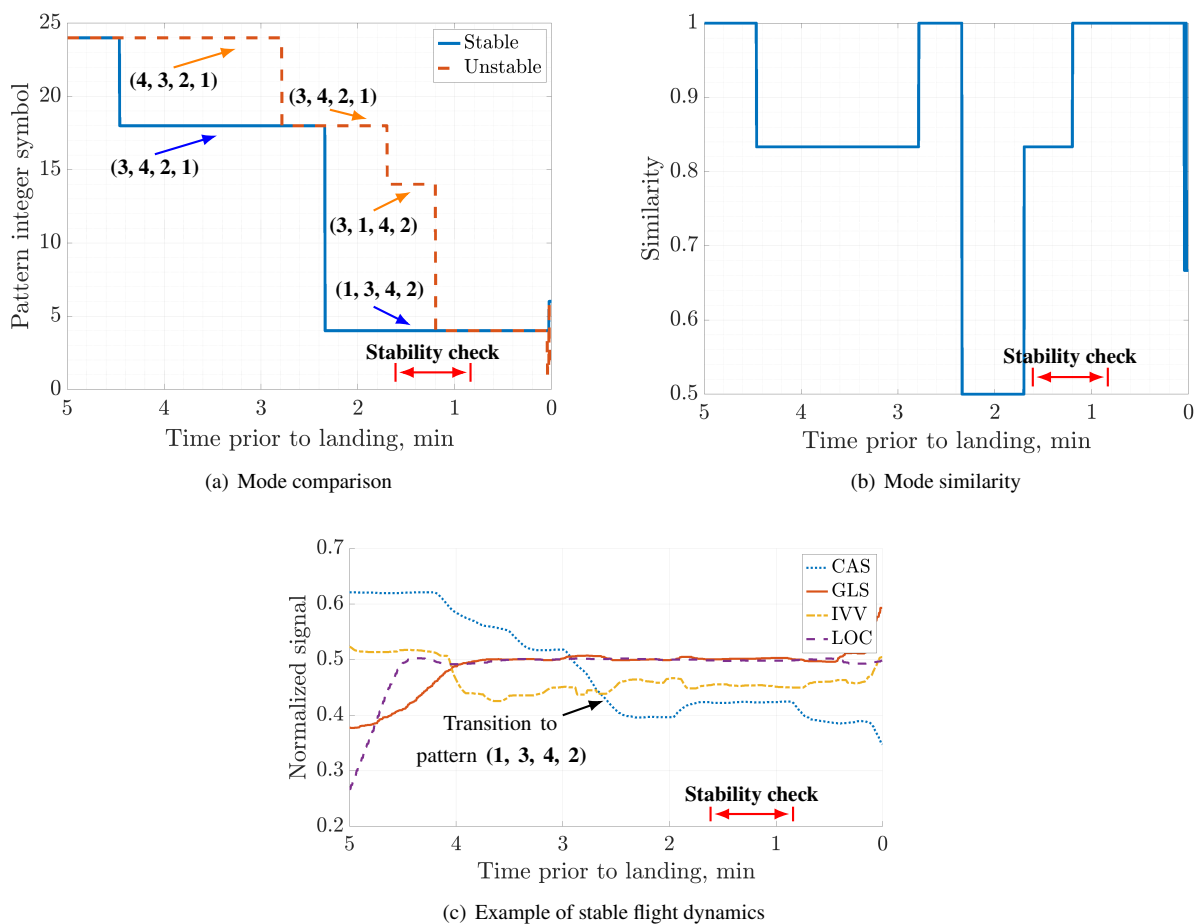 25
20
15
10
5
0
Pattern integer symbol
Stable
Unstable
(4, 3, 2, 1)
(3, 4, 2, 1)
(3, 4, 2, 1)
(3, 1, 4, 2)
(1, 3, 4, 2)
Stability check
5 4 3 2 1 0
Time prior to landing, min
(a) Mode comparison
1
0.9
0.8
0.7
0.6
0.5
Similarity
Stability check
5 4 3 2 1 0
Time prior to landing, min
(b) Mode similarity
0.7
0.6
0.5
0.4
0.3
0.2
Normalized signal
CAS
GLS
IVV
LOC
Transition to
pattern (1, 3, 4, 2)
Stability check
5 4 3 2 1 0
Time prior to landing, min
(c) Example of stable flight dynamics